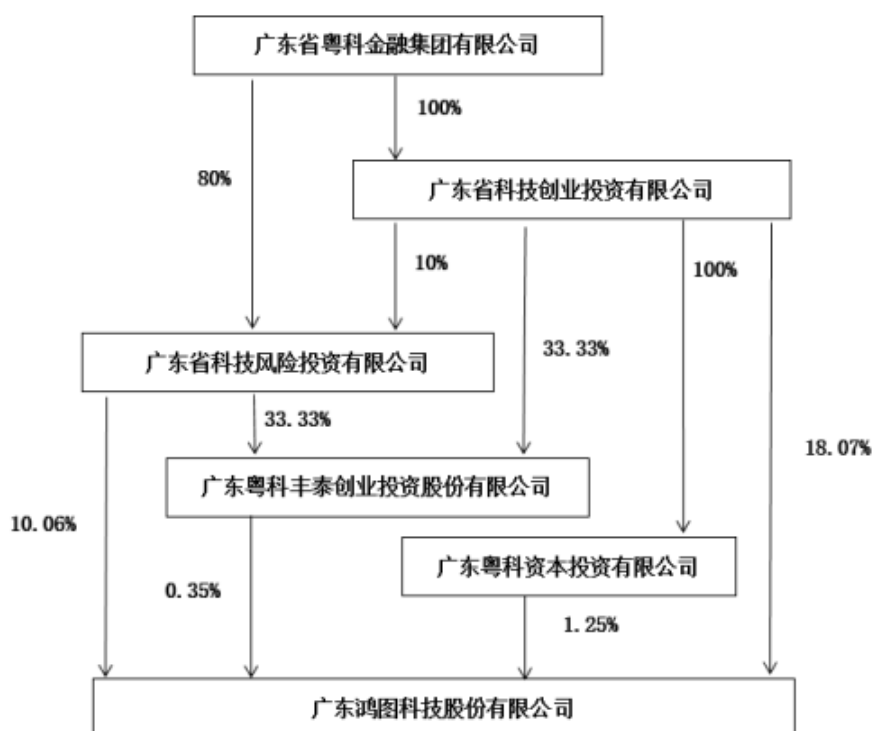 广东省粤科金融集团有限公司
100%
80%
广东省科技创业投资有限公司
10%
100%
33.33%
广东省科技风险投资有限公司
33.33%
18.07%
广东粤科丰泰创业投资股份有限公司
10.06%
广东粤科资本投资有限公司
0.35%
1.25%
广东鸿图科技股份有限公司